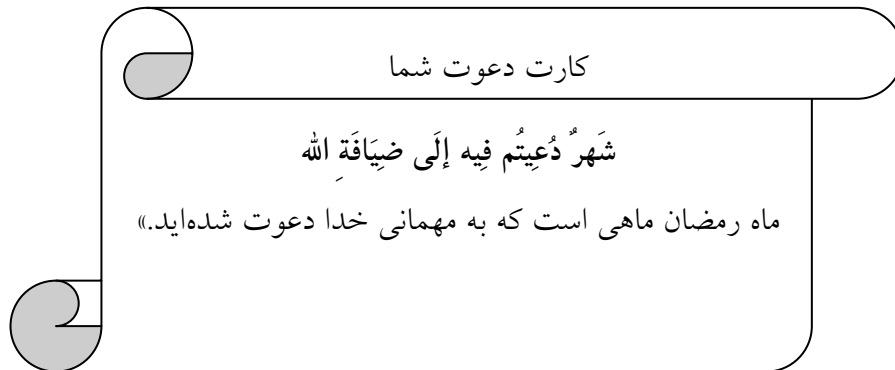 کارت دعوت شما
شَهرٌ دُعِیتُم فِیه إلَی ضِیَافَةِ الله
ماه رمضان ماهی است که به مهمانی خدا دعوت شده‌اید.»